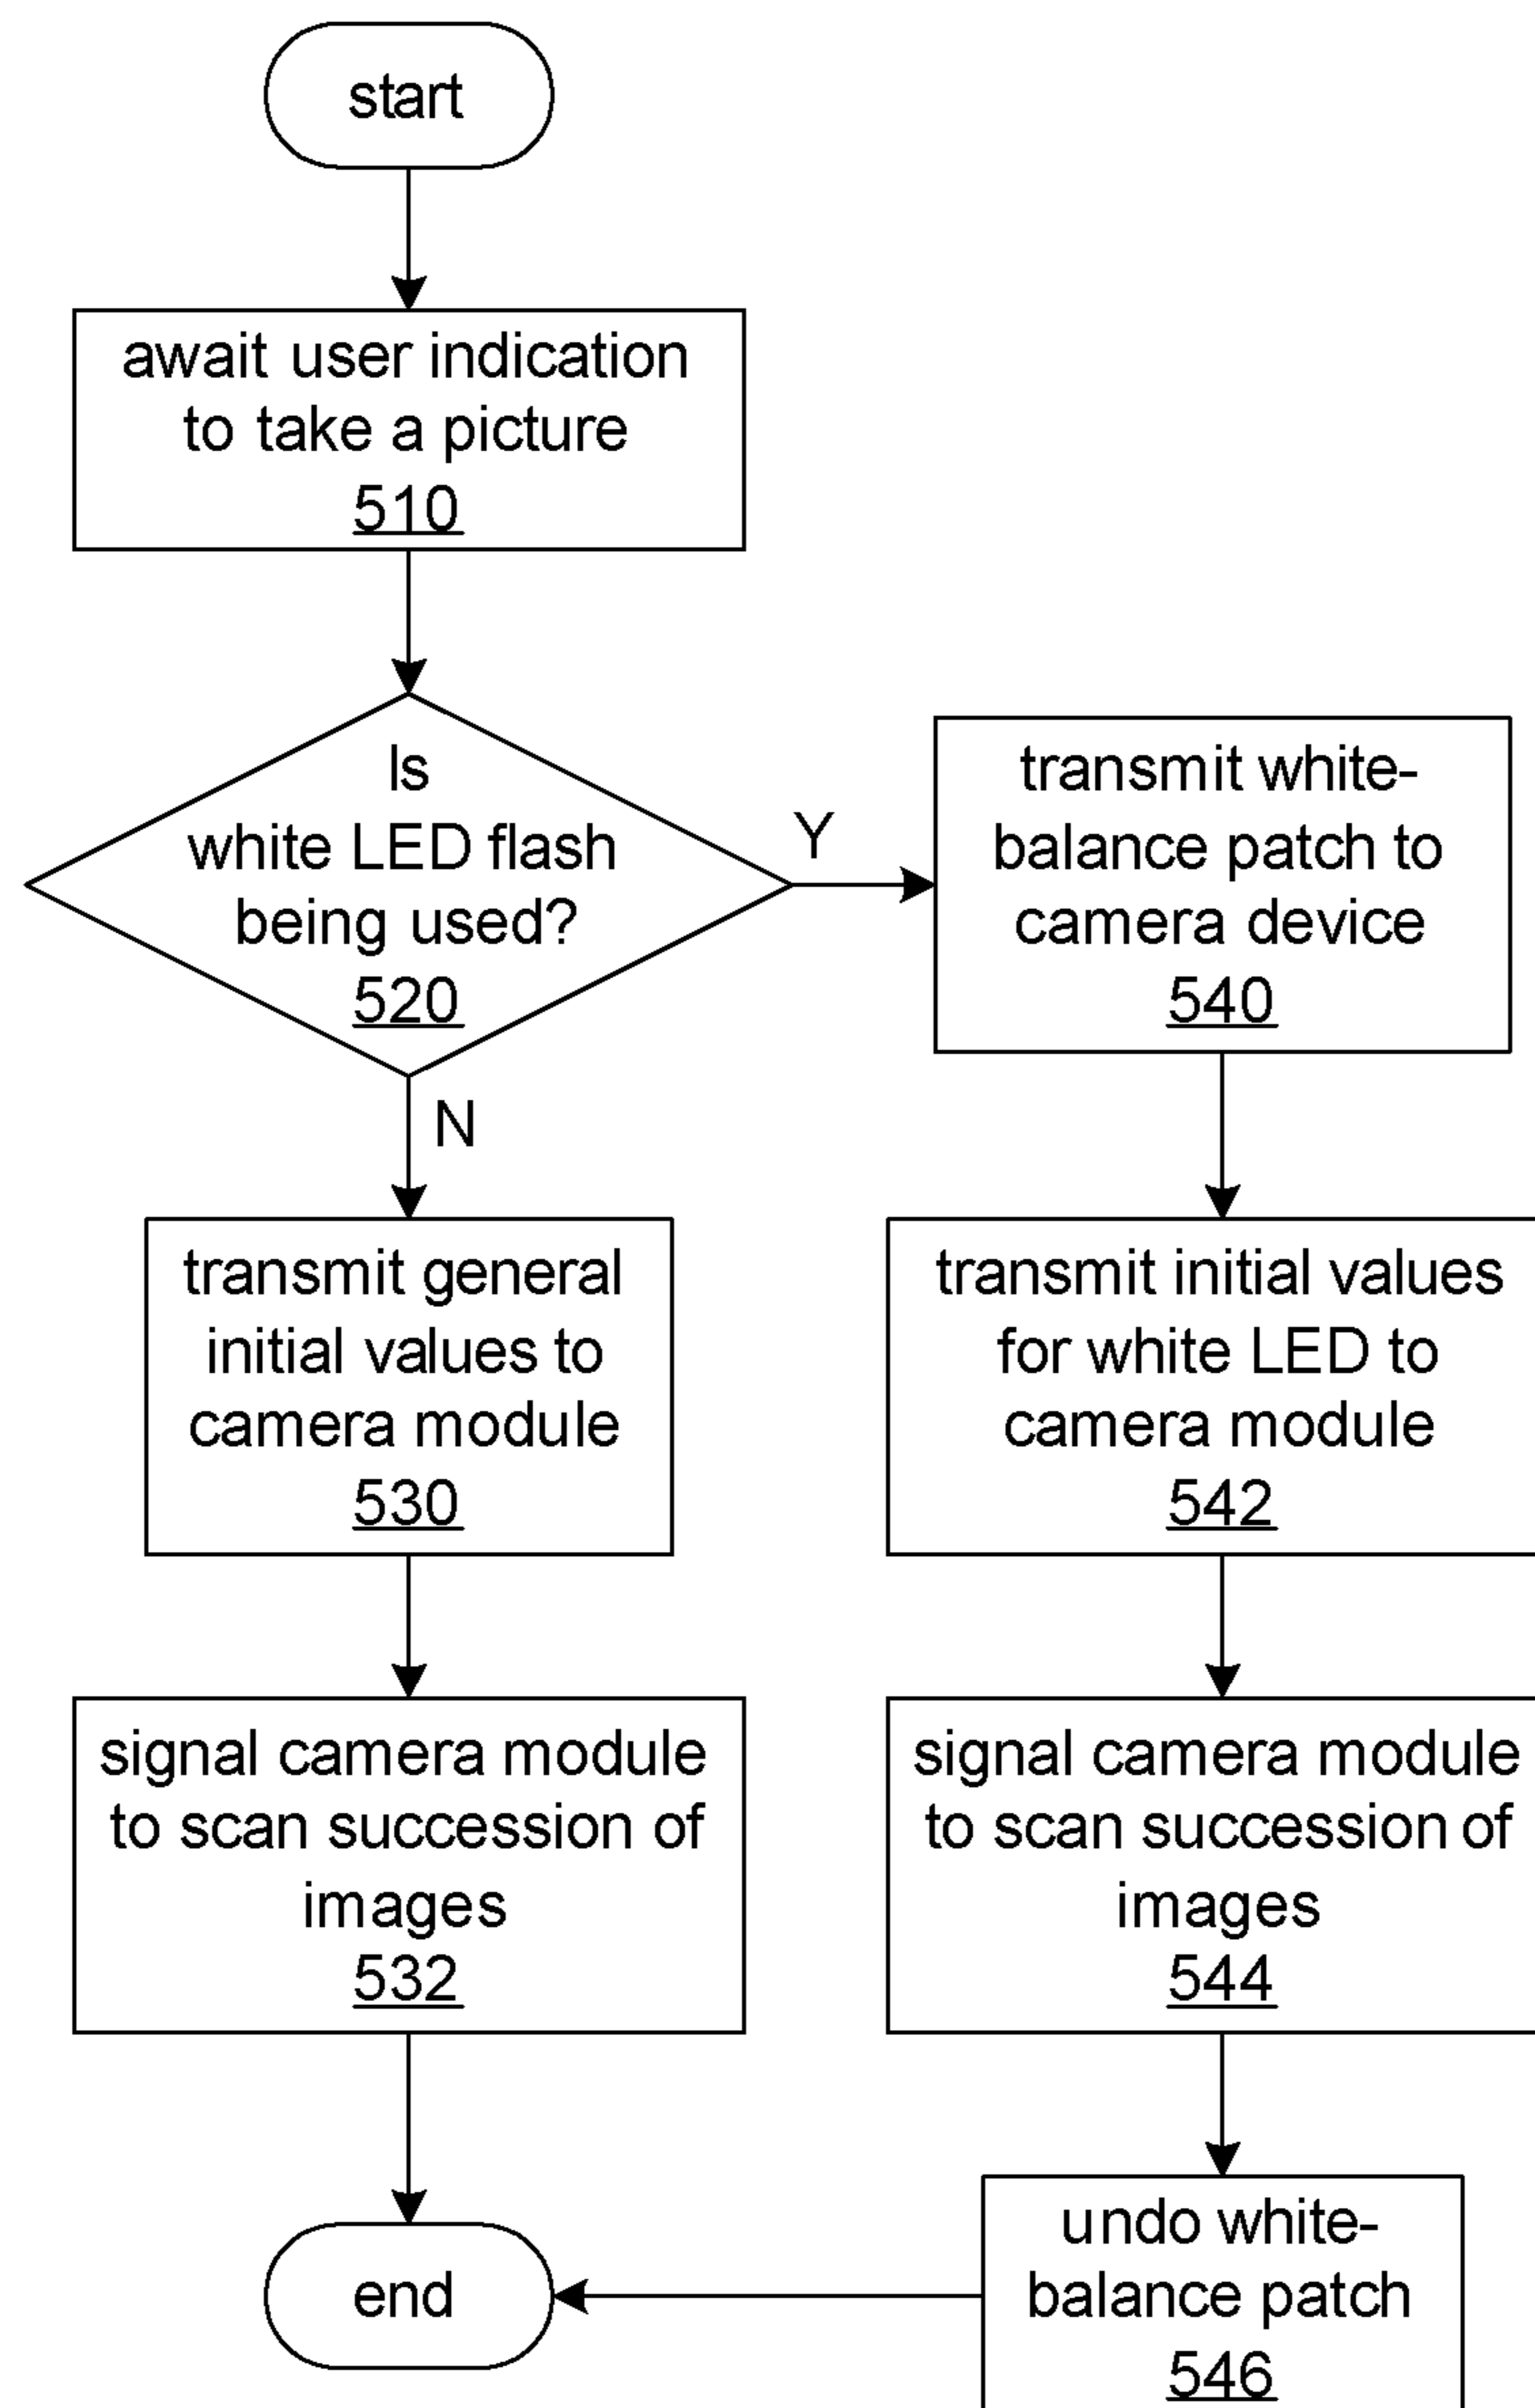 start
await user indication
to take a picture
510
Is
white LED flash
being used?
520
Y
N
transmit white-
balance patch to
camera device
540
transmit general
initial values to
camera module
530
transmit initial values
for white LED to
camera module
542
signal camera module
to scan succession of
images
532
signal camera module
to scan succession of
images
544
undo white-
balance patch
546
end